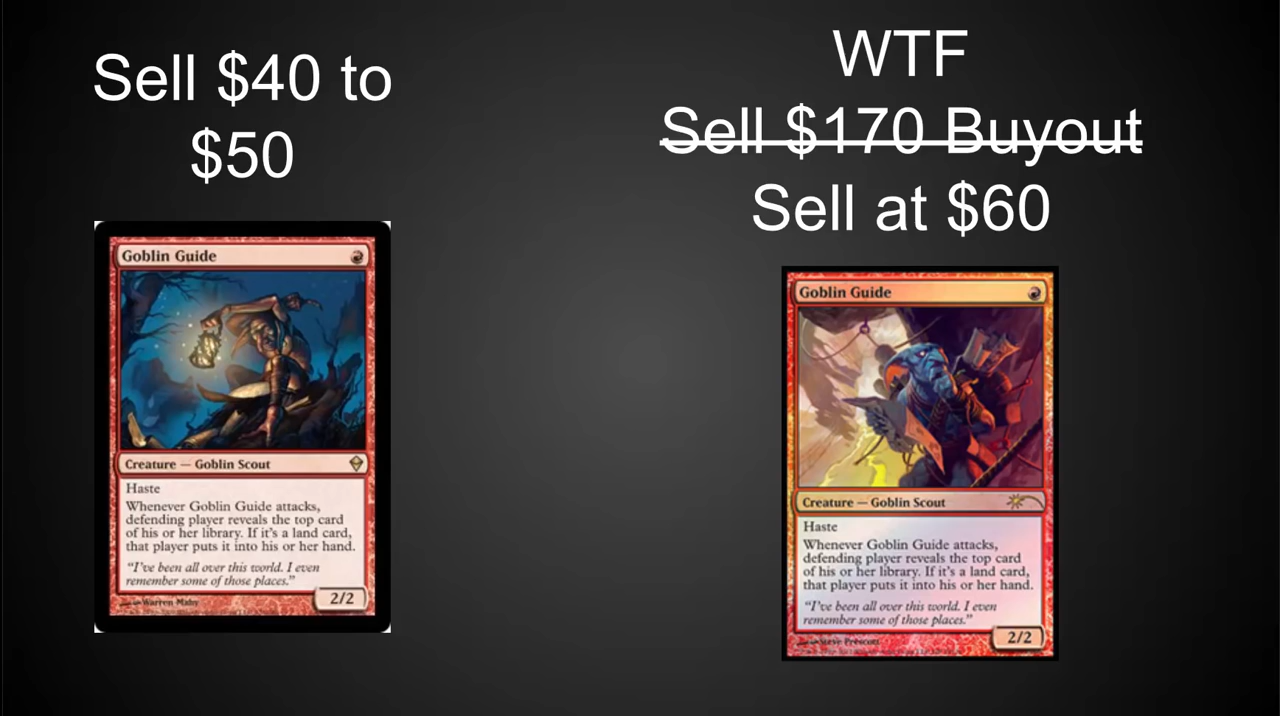 Sell $40 to
$50
Goblin Guide
Creature — Goblin Scout
Haste
Whenever Goblin Guide attacks,
defending player reveals the top card
of his or her library. If it's a land card,
that player puts it into his or her hand.
"I've been all over this world. I even
remember some of those places."
Warren Mahy
2/2
WTF
Sell $170 Buyout
Sell at $60
Goblin Guide
Creature — Goblin Scout
Haste
Whenever Goblin Guide attacks,
defending player reveals the top card
of his or her library. If it's a land card,
that player puts it into his or her hand.
"I've been all over this world. I even
remember some of those places."
Steve Prescott
2/2